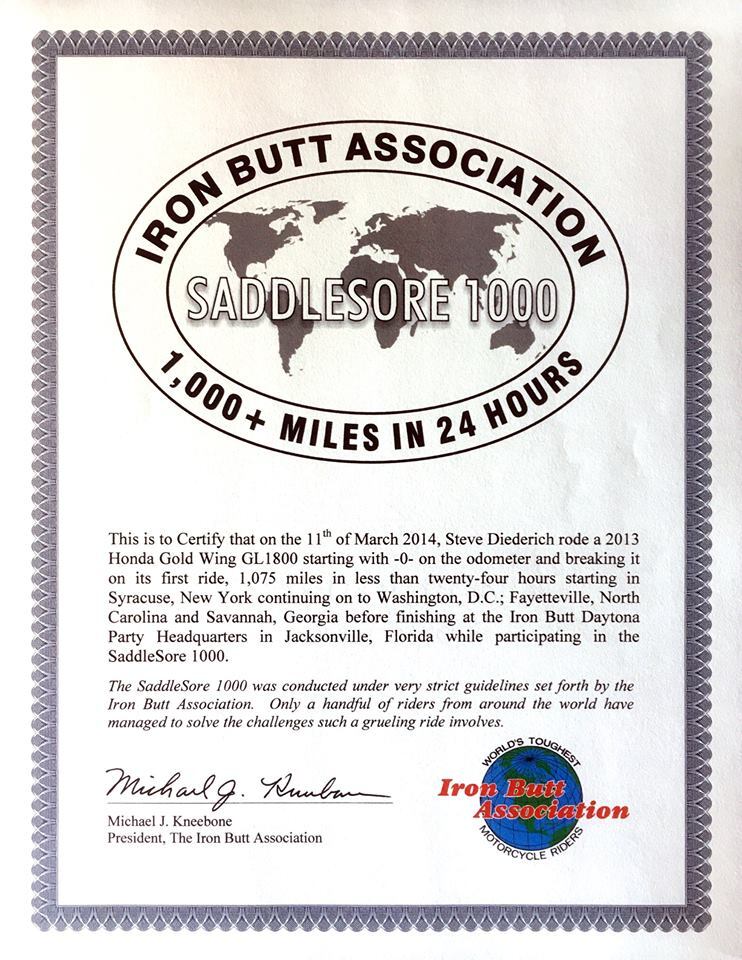 IRON BUTT ASSOCIATION
SADDLESORE 1000
1,000+ MILES IN 24 HOURS
This is to Certify that on the 11th of March 2014, Steve Diederich rode a 2013
Honda Gold Wing GL1800 starting with -0- on the odometer and breaking it
on its first ride, 1,075 miles in less than twenty-four hours starting in
Syracuse, New York continuing on to Washington, D.C.; Fayetteville, North
Carolina and Savannah, Georgia before finishing at the Iron Butt Daytona
Party Headquarters in Jacksonville, Florida while participating in the
SaddleSore 1000.
The SaddleSore 1000 was conducted under very strict guidelines set forth by the
Iron Butt Association. Only a handful of riders from around the world have
managed to solve the challenges such a grueling ride involves.
Michael J. Kneebone
Michael J. Kneebone
President, The Iron Butt Association
WORLD'S TOUGHEST
Iron Butt
Association
MOTORCYCLE RIDERS